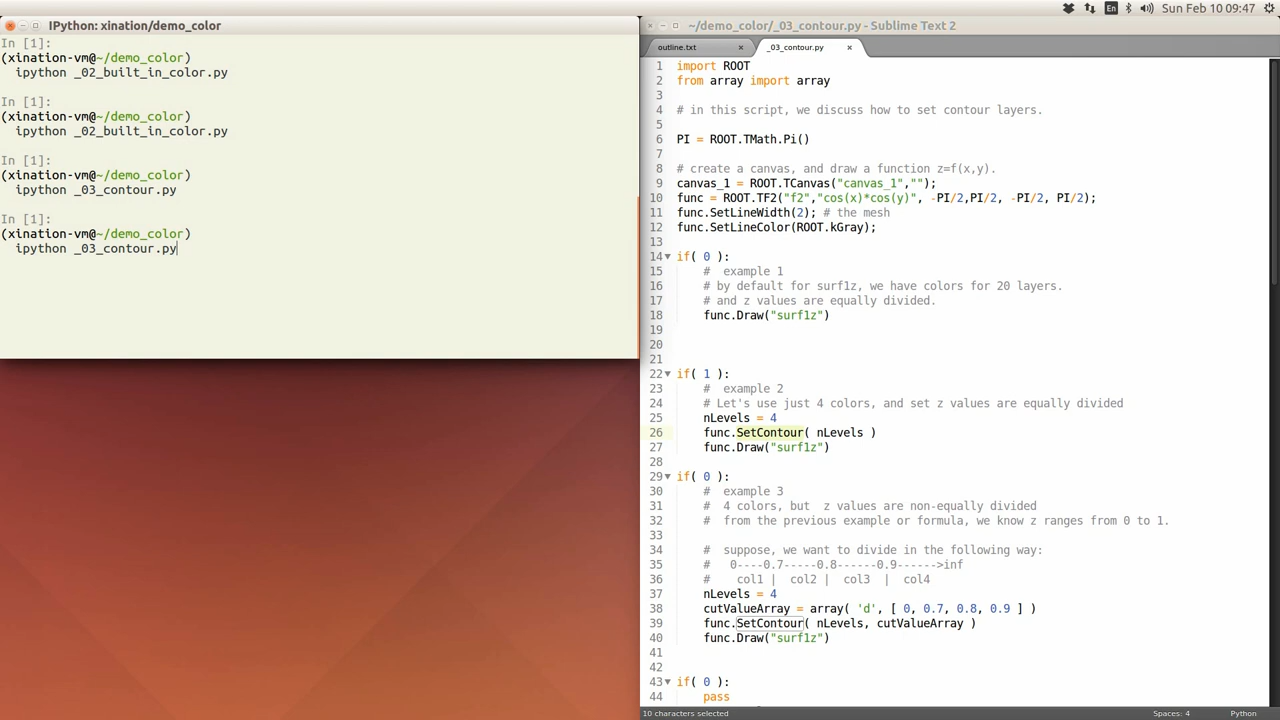 En
Sun Feb 10 09:47
IPython: xination/demo_color
In [1]:
(xination-vm@~/demo_color)
ipython _02_built_in_color.py
In [1]:
(xination-vm@~/demo_color)
ipython _02_built_in_color.py
In [1]:
(xination-vm@~/demo_color)
ipython _03_contour.py
In [1]:
(xination-vm@~/demo_color)
ipython _03_contour.py
~/demo_color/_03_contour.py - Sublime Text 2
outline.txt
_03_contour.py
1 import ROOT
2 from array import array
3
4 # in this script, we discuss how to set contour layers.
5
6 PI = ROOT.TMath.Pi()
7
8 # create a canvas, and draw a function z=f(x,y).
9 canvas_1 = ROOT.TCanvas("canvas_1","");
10 func = ROOT.TF2("f2","cos(x)*cos(y)", -PI/2,PI/2, -PI/2, PI/2);
11 func.SetLineWidth(2); # the mesh
12 func.SetLineColor(ROOT.kGray);
13
14 if( 0 ):
15 #  example 1
16 # by default for surf1z, we have colors for 20 layers.
17 # and z values are equally divided.
18 func.Draw("surf1z")
19
20
21
22 if( 1 ):
23 #  example 2
24 # Let's use just 4 colors, and set z values are equally divided
25 nLevels = 4
26 func.SetContour( nLevels )
27 func.Draw("surf1z")
28
29 if( 0 ):
30 #  example 3
31 #  4 colors, but  z values are non-equally divided
32 #  from the previous example or formula, we know z ranges from 0 to 1.
33
34 #  suppose, we want to divide in the following way:
35 #   0----0.7-----0.8------0.9------>inf
36 #    col1 |  col2 |  col3  |  col4
37 nLevels = 4
38 cutValueArray = array( 'd', [ 0, 0.7, 0.8, 0.9 ] )
39 func.SetContour( nLevels, cutValueArray )
40 func.Draw("surf1z")
41
42
43 if( 0 ):
44 pass
10 characters selected
Spaces: 4
Python